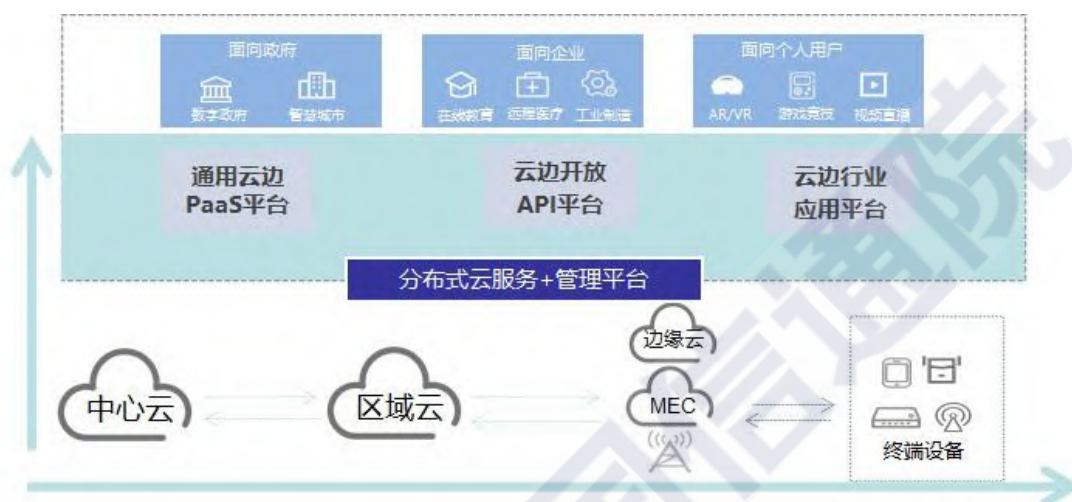 面向政府
面向企业
面向个人用户
数字政府
智慧城市
在线教育
远程医疗
工业制造
AR/VR
游戏竞技
视频直播
通用云边
PaaS平台
云边开放
API平台
云边行业
应用平台
分布式云服务+管理平台
边缘云
中心云
区域云
MEC
终端设备
信通院